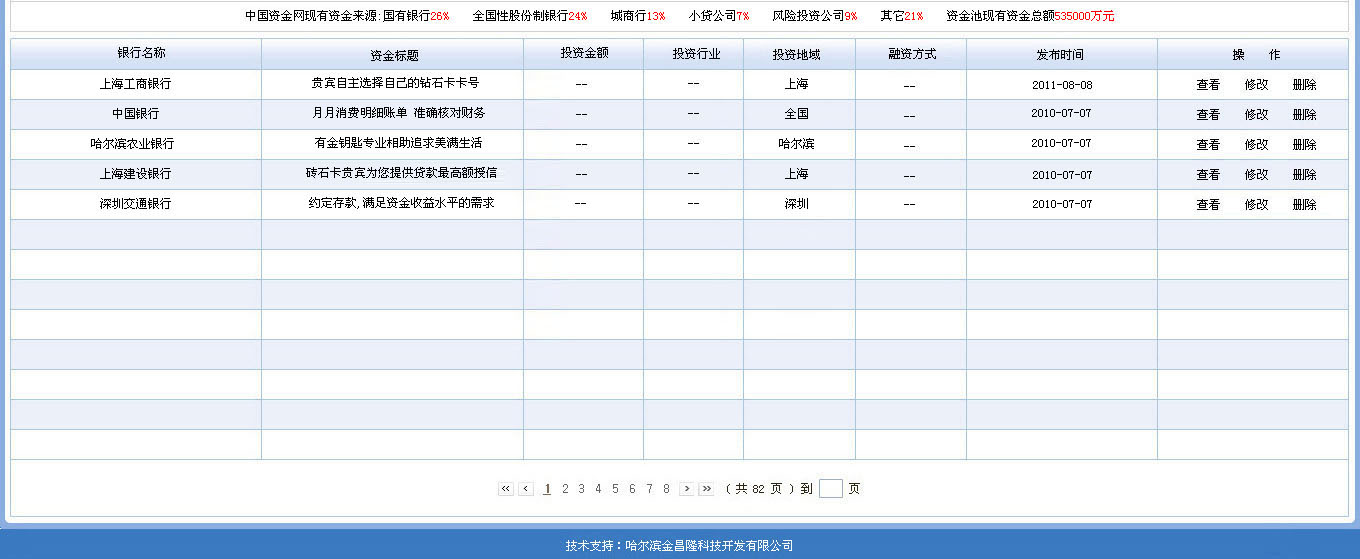 中国资金网现有资金来源:国有银行26% 全国性股份制银行24% 城商行13% 小贷公司7% 风险投资公司9% 其它21% 资金池现有资金总额535000万元
银行名称 资金标题 投资金额 投资行业 投资地域 融资方式 发布时间 操 作
上海工商银行 贵宾自主选择自己的钻石卡卡号 -- -- 上海 -- 2011-08-08 查看 修改 删除
中国银行 月月消费明细账单 准确核对财务 -- -- 全国 -- 2010-07-07 查看 修改 删除
哈尔滨农业银行 有金钥匙专业相助追求美满生活 -- -- 哈尔滨 -- 2010-07-07 查看 修改 删除
上海建设银行 砖石卡贵宾为您提供贷款最高额授信 -- -- 上海 -- 2010-07-07 查看 修改 删除
深圳交通银行 约定存款,满足资金收益水平的需求 -- -- 深圳 -- 2010-07-07 查看 修改 删除
« ‹ 1 2 3 4 5 6 7 8 › » ( 共 82 页 ) 到 页
技术支持：哈尔滨金昌隆科技开发有限公司